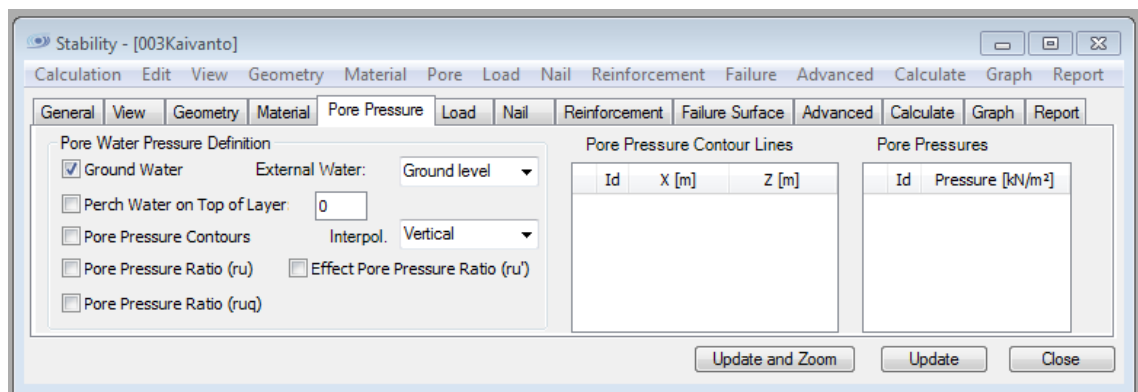 Stability - [003Kaivanto]
Calculation Edit View Geometry Material Pore Load Nail Reinforcement Failure Advanced Calculate Graph Report
General View Geometry Material Pore Pressure Load Nail Reinforcement Failure Surface Advanced Calculate Graph Report
Pore Water Pressure Definition Pore Pressure Contour Lines Pore Pressures
Ground Water External Water: Ground level
Id X [m] Z [m] Id Pressure [kN/m²]
Perch Water on Top of Layer: 0
Pore Pressure Contours Interpol. Vertical
Pore Pressure Ratio (ru) Effect Pore Pressure Ratio (ru')
Pore Pressure Ratio (ruq)
Update and Zoom Update Close